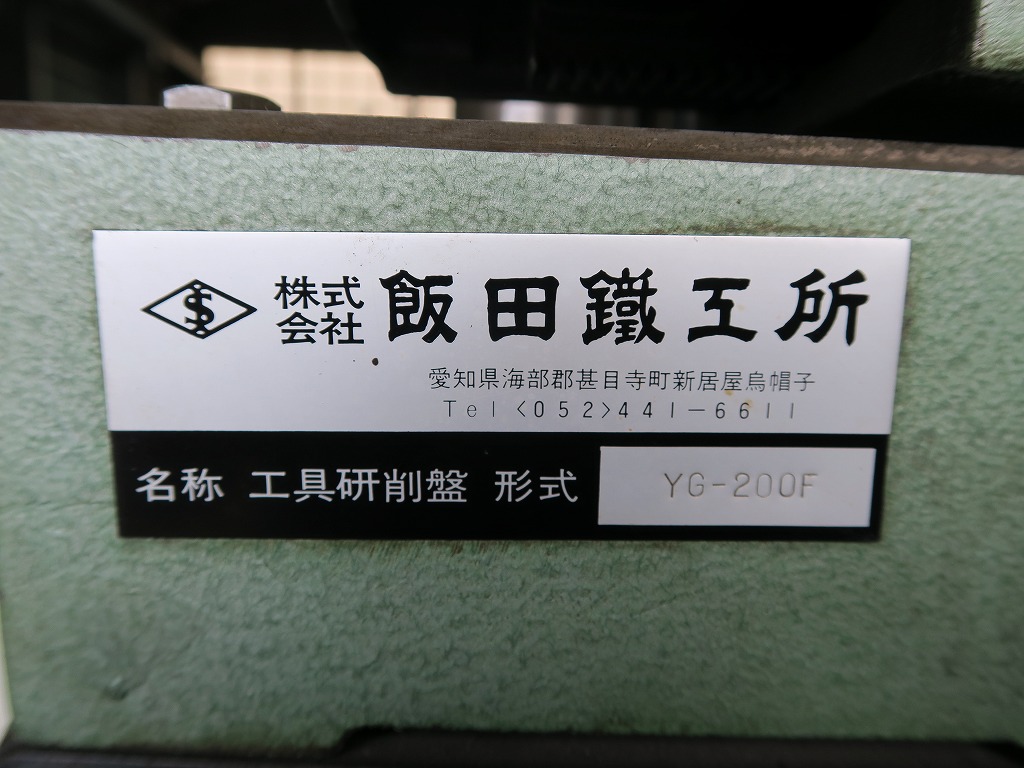 株式会社 飯田鐵工所
愛知県海部郡甚目寺町新居屋烏帽子
Tel <052>441-6611
名称 工具研削盤 形式 YG-200F